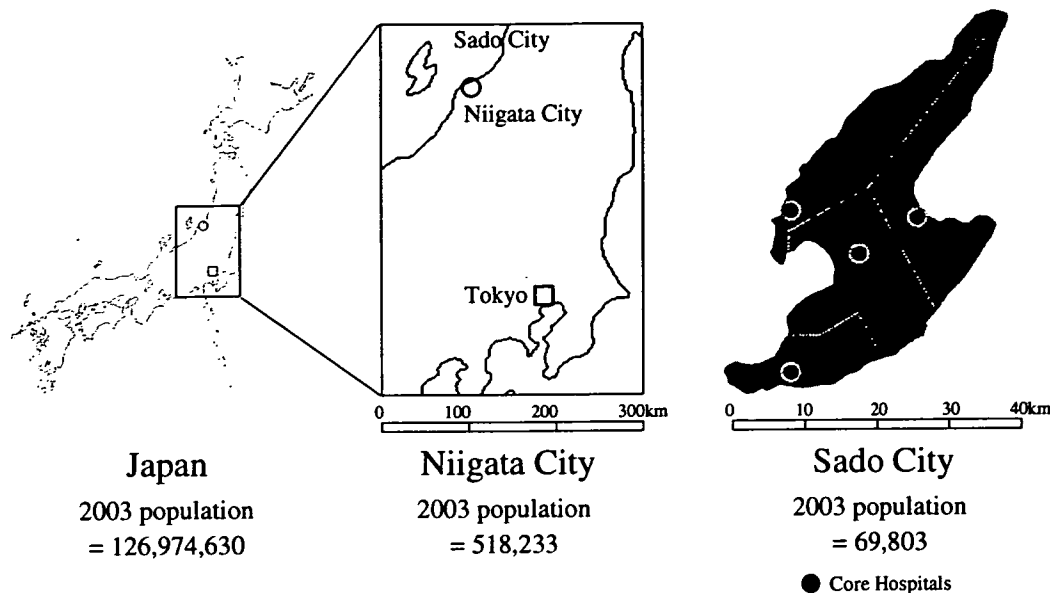 Sado City
Niigata City
Tokyo
0 100 200 300km
0 10 20 30 40km
Japan
2003 population
= 126,974,630
Niigata City
2003 population
= 518,233
Sado City
2003 population
= 69,803
Core Hospitals